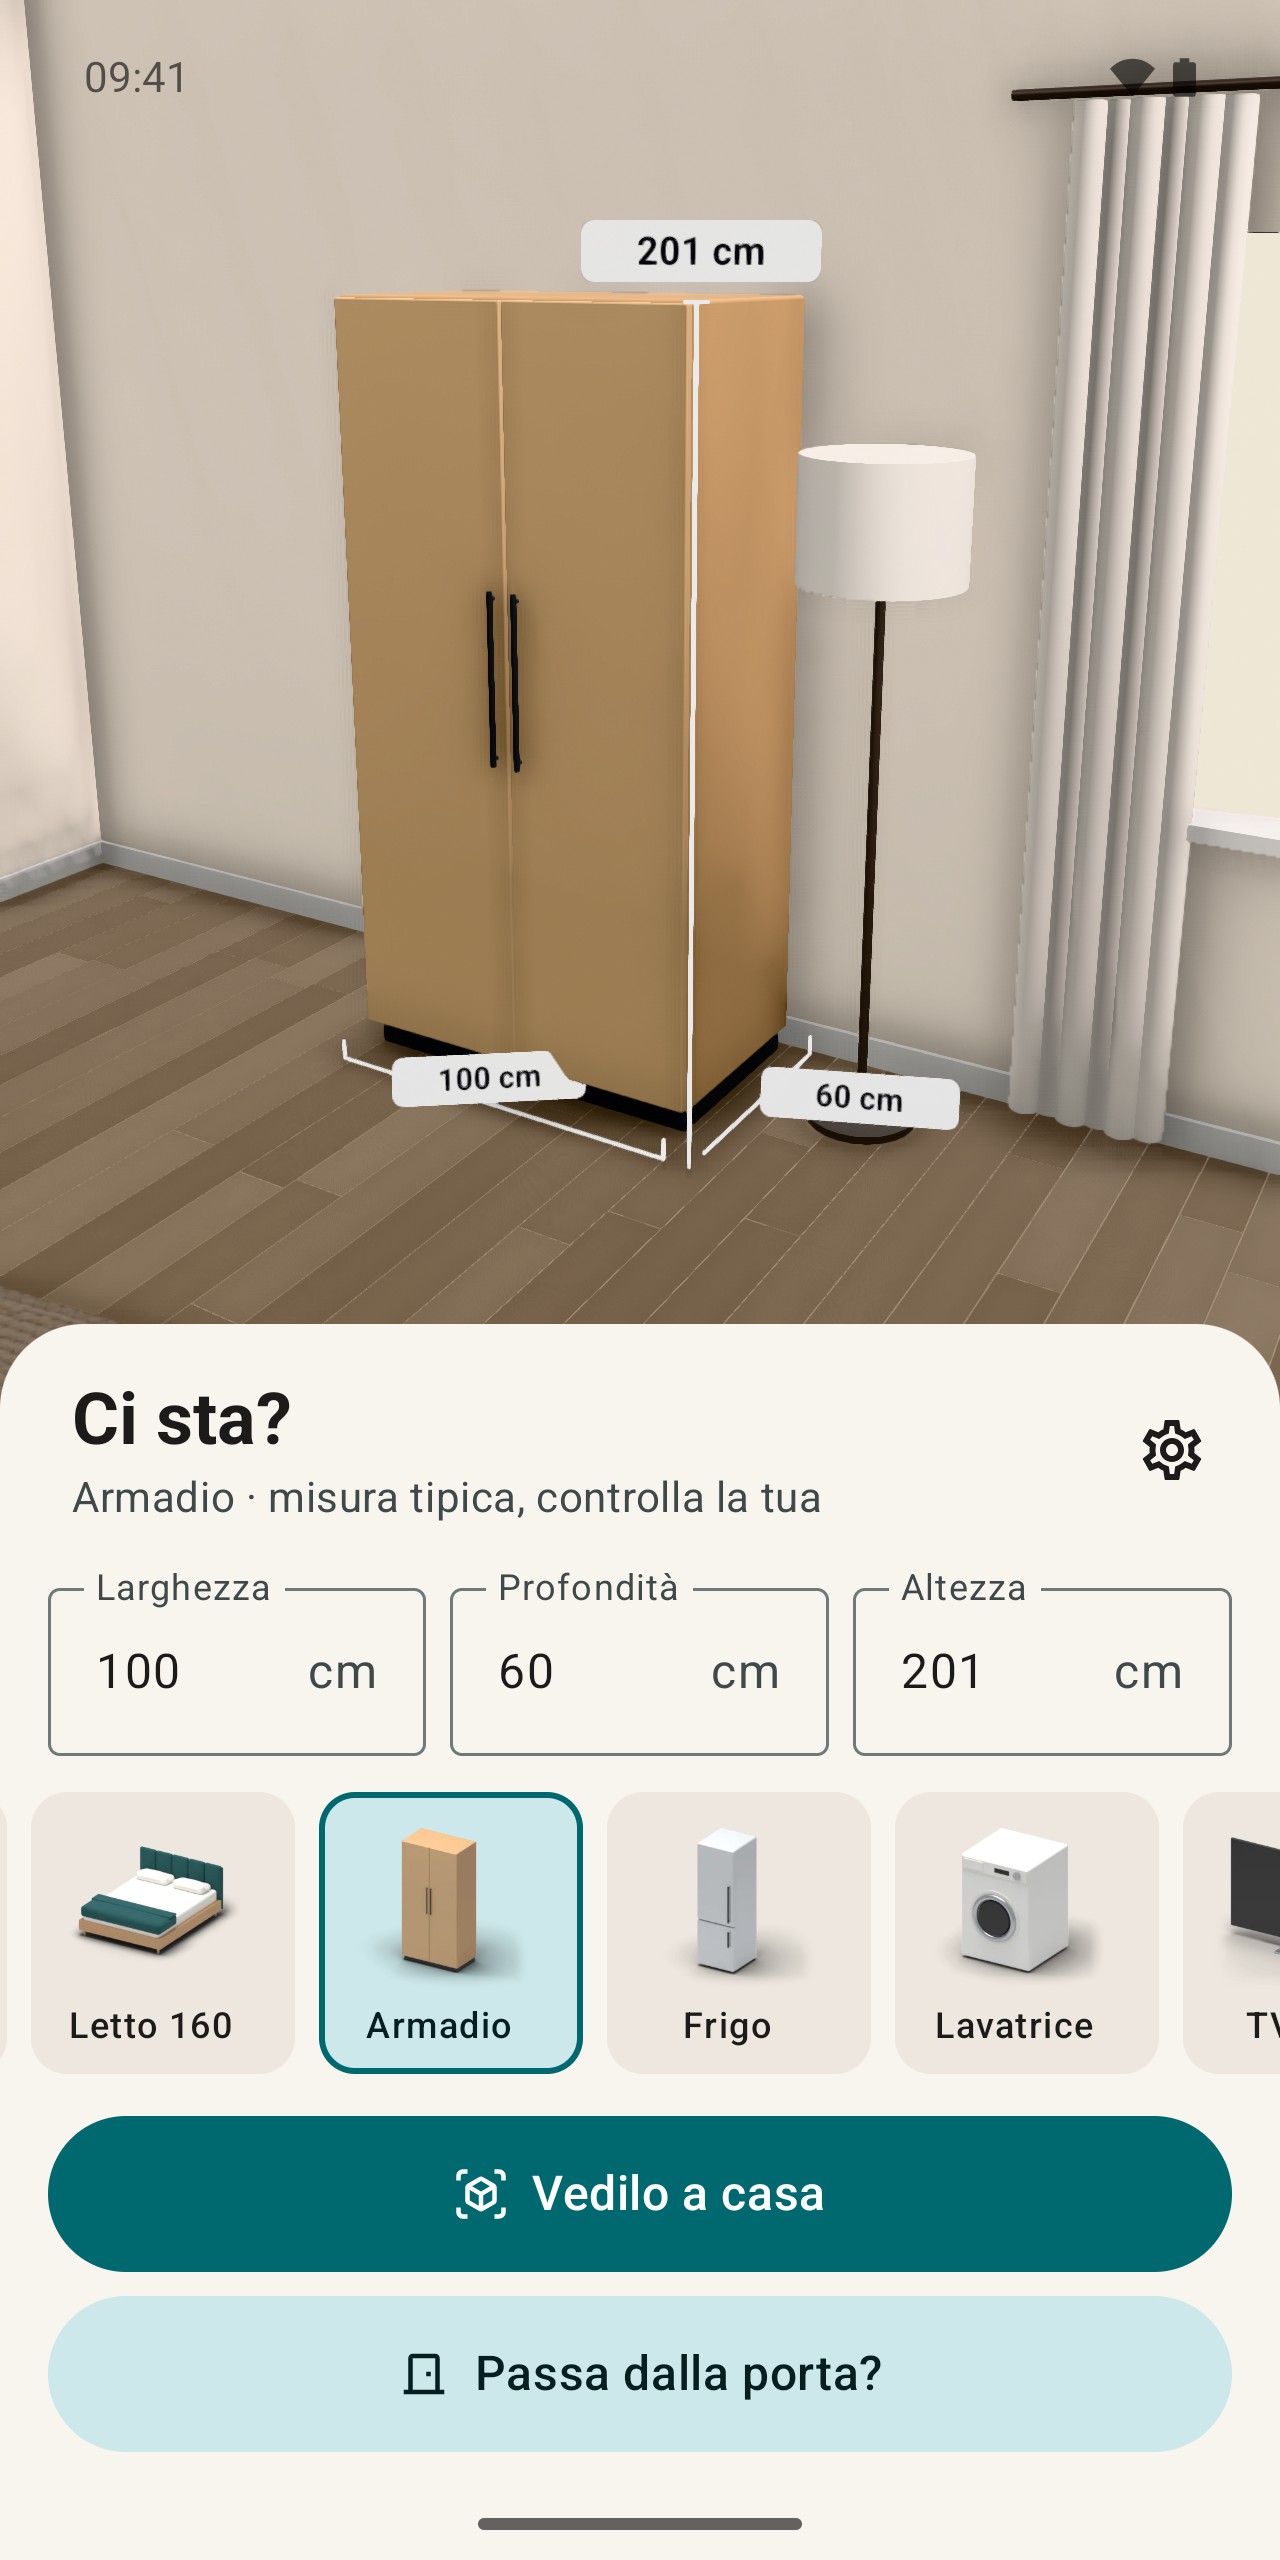 09:41
201 cm
100 cm
60 cm
Ci sta?
Armadio · misura tipica, controlla la tua
Larghezza
Profondità
Altezza
100 cm
60 cm
201 cm
Letto 160
Armadio
Frigo
Lavatrice
TV
Vedilo a casa
Passa dalla porta?